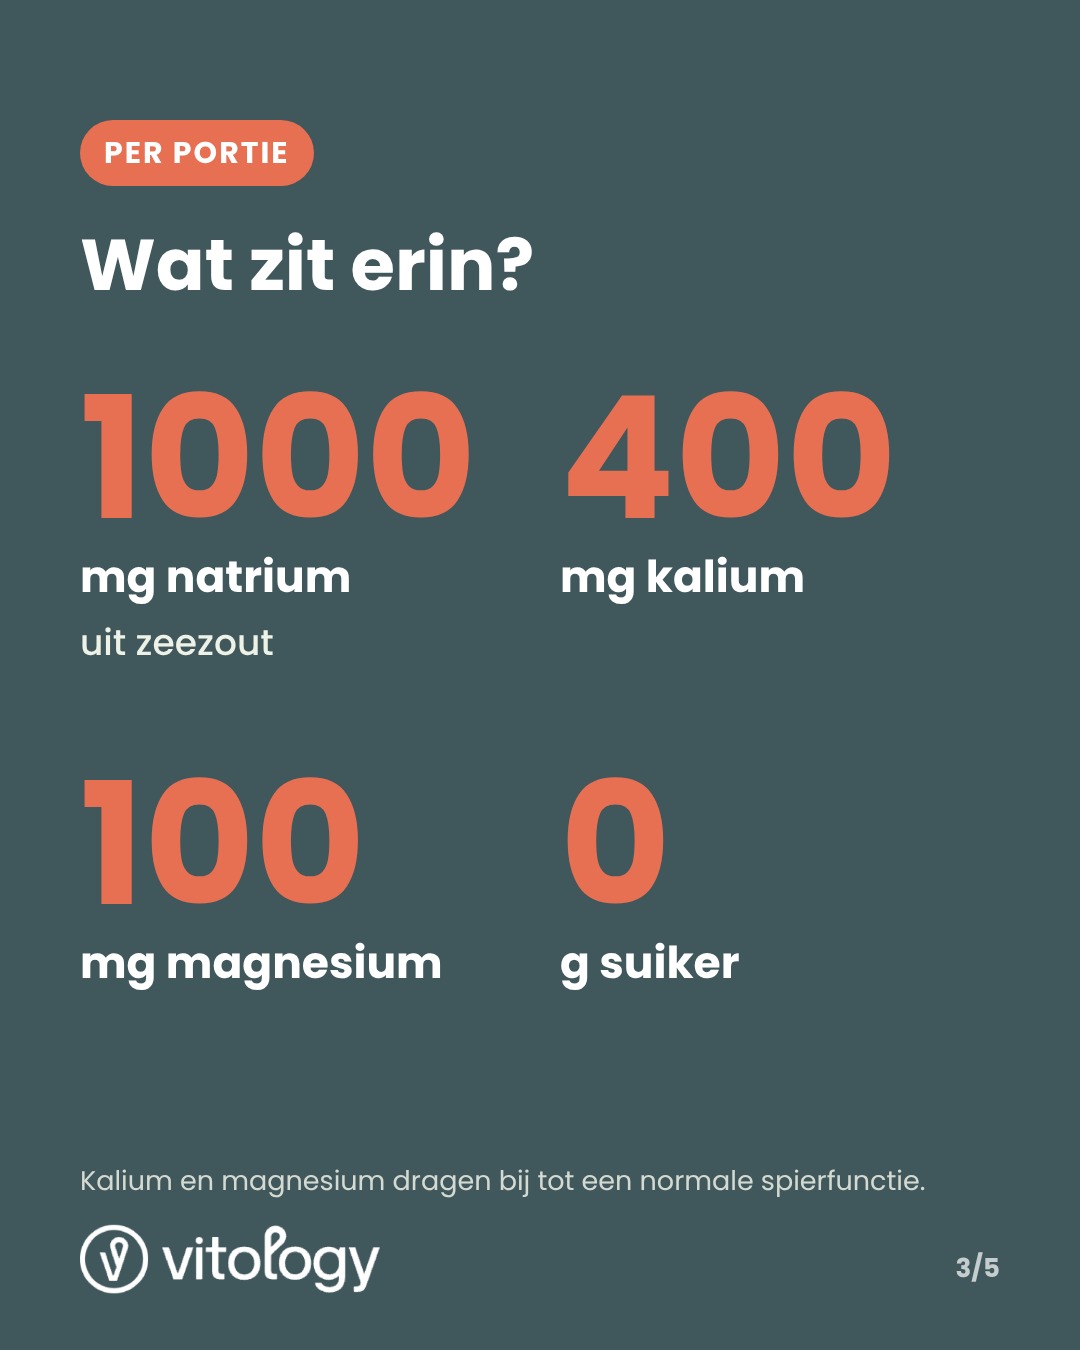 PER PORTIE
Wat zit erin?
1000
mg natrium
uit zeezout
400
mg kalium
100
mg magnesium
0
g suiker
Kalium en magnesium dragen bij tot een normale spierfunctie.
vitology
3/5